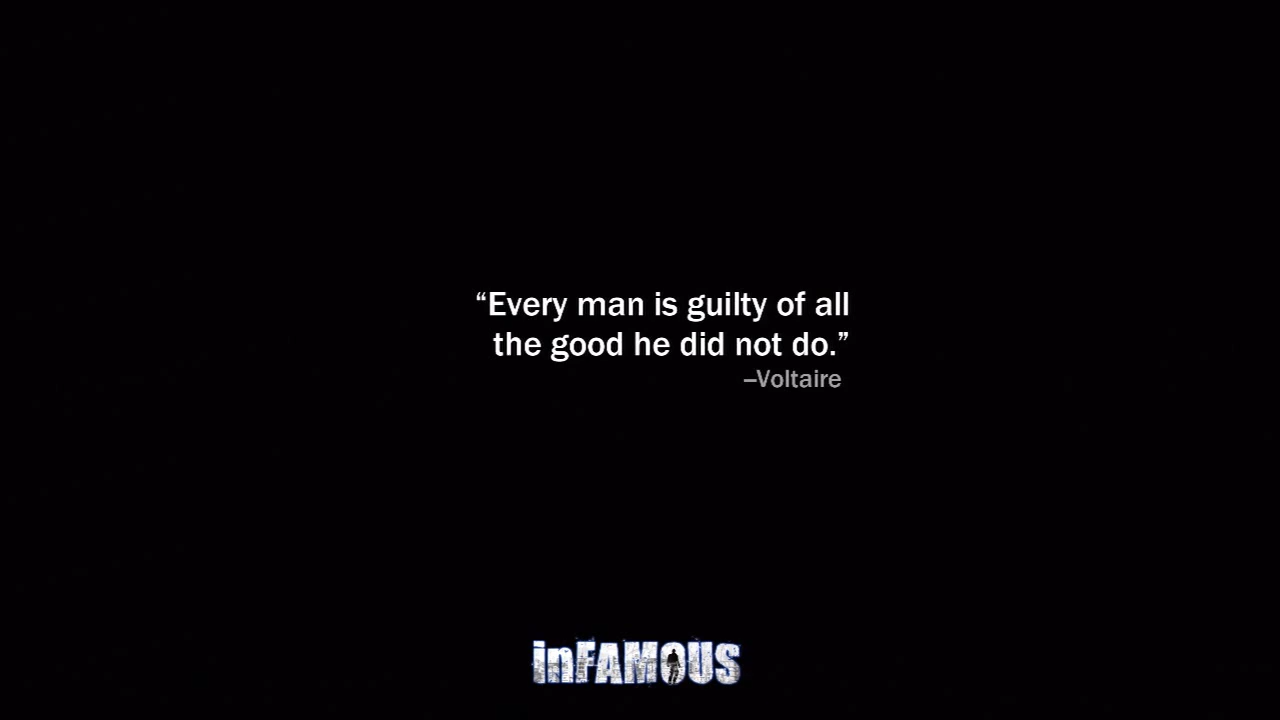 “Every man is guilty of all
the good he did not do.”
–Voltaire
inFAMOUS